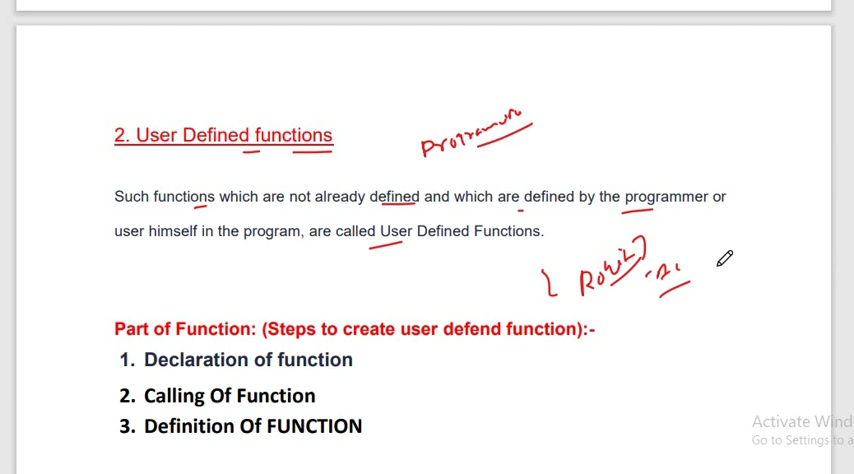 2. User Defined functions
Programmer
Such functions which are not already defined and which are defined by the programmer or
user himself in the program, are called User Defined Functions.
Part of Function: (Steps to create user defend function):-
1. Declaration of function
2. Calling Of Function
3. Definition Of FUNCTION
Activate Wind
Go to Settings to a